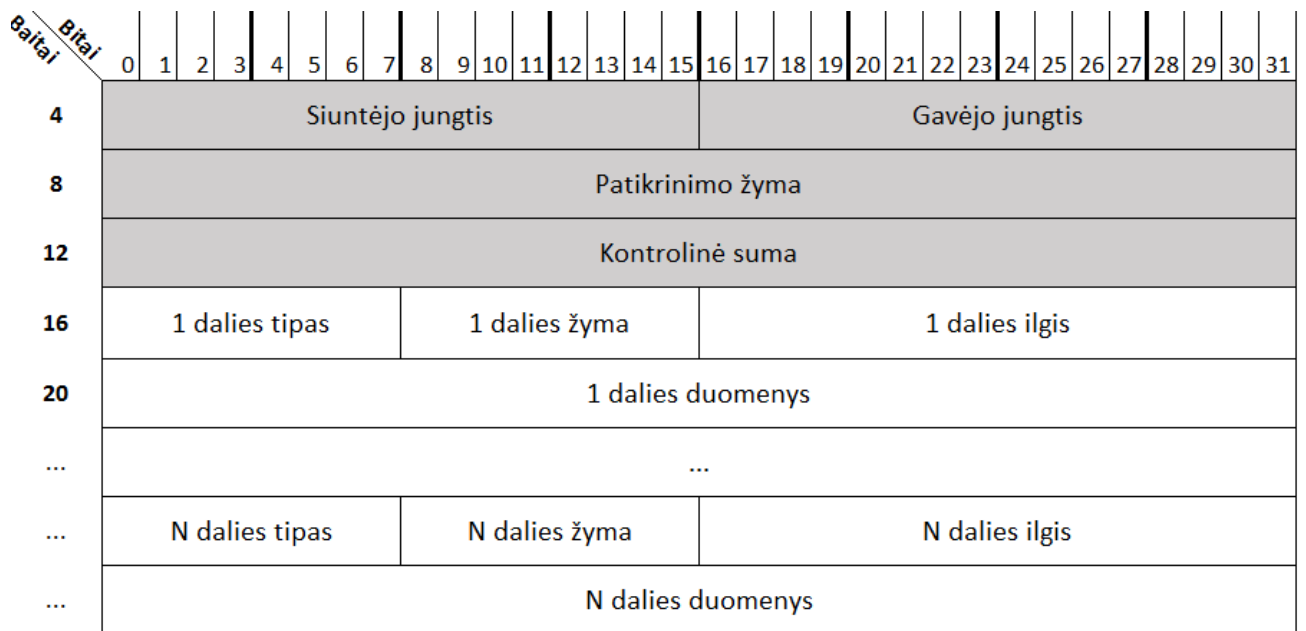 Baitai Bitai
0 1 2 3 4 5 6 7 8 9 10 11 12 13 14 15 16 17 18 19 20 21 22 23 24 25 26 27 28 29 30 31
4 Siuntėjo jungtis Gavėjo jungtis
8 Patikrinimo žyma
12 Kontrolinė suma
16 1 dalies tipas 1 dalies žyma 1 dalies ilgis
20 1 dalies duomenys
... ...
... N dalies tipas N dalies žyma N dalies ilgis
... N dalies duomenys